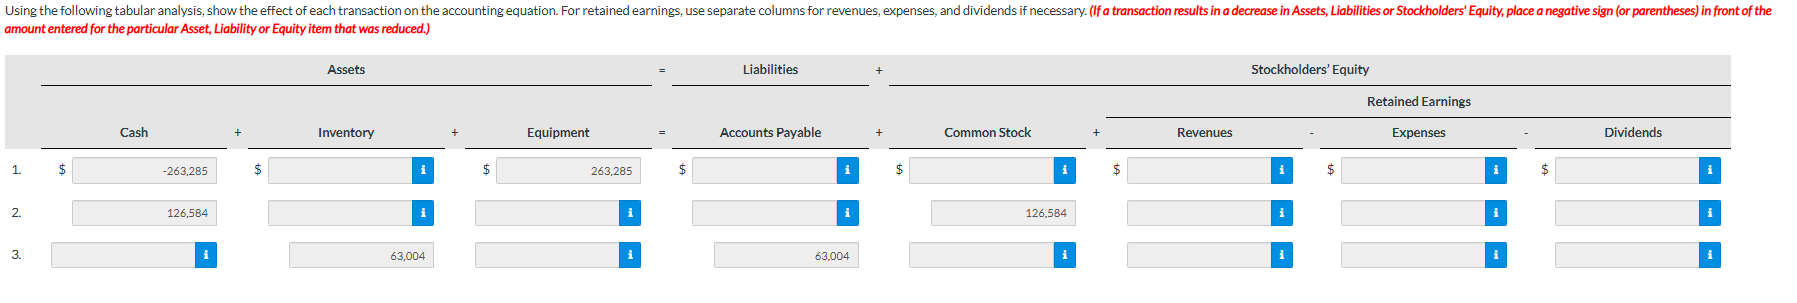 Using the following tabular analysis, show the effect of each transaction on the accounting equation. For retained earnings, use separate columns for revenues, expenses, and dividends if necessary. (If a transaction results in a decrease in Assets, Liabilities or Stockholders' Equity, place a negative sign (or parentheses) in front of the
amount entered for the particular Asset, Liability or Equity item that was reduced.)
Assets = Liabilities + Stockholders' Equity
Retained Earnings
Cash + Inventory + Equipment = Accounts Payable + Common Stock + Revenues - Expenses - Dividends
1. $ -263,285 $ i $ 263,285 $ i $ i $ i $ i $ i
2. 126,584 i i i 126,584 i i i
3. i 63,004 i 63,004 i i i i